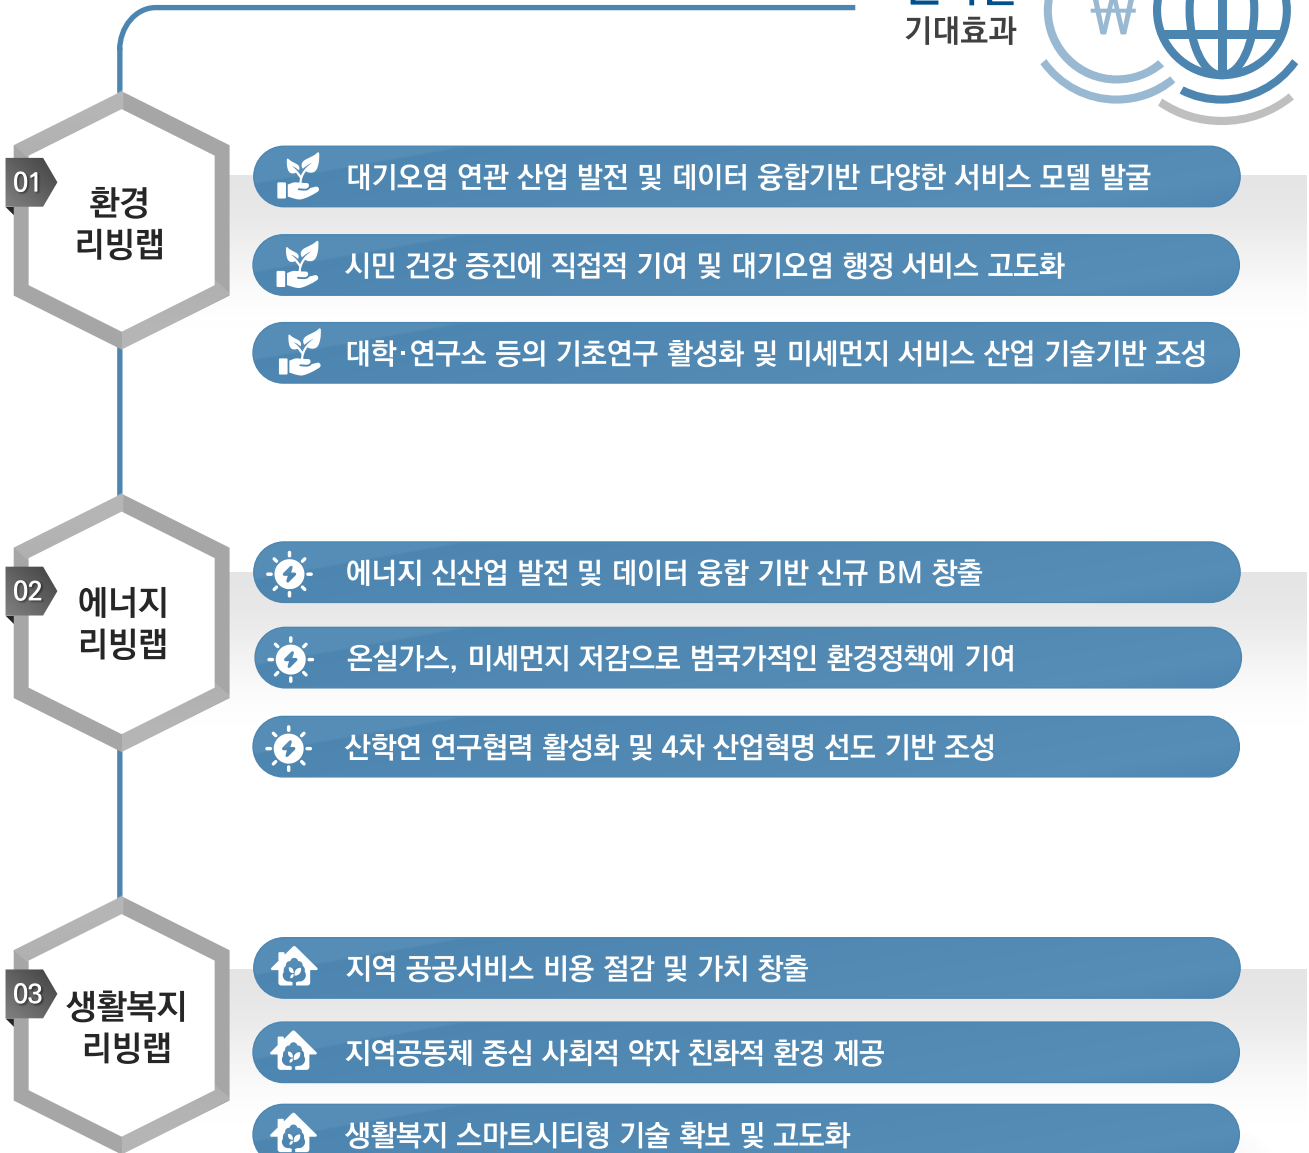 기대효과
01
환경
리빙랩
대기오염 연관 산업 발전 및 데이터 융합기반 다양한 서비스 모델 발굴
시민 건강 증진에 직접적 기여 및 대기오염 행정 서비스 고도화
대학·연구소 등의 기초연구 활성화 및 미세먼지 서비스 산업 기술기반 조성
02
에너지
리빙랩
에너지 신산업 발전 및 데이터 융합 기반 신규 BM 창출
온실가스, 미세먼지 저감으로 범국가적인 환경정책에 기여
산학연 연구협력 활성화 및 4차 산업혁명 선도 기반 조성
03
생활복지
리빙랩
지역 공공서비스 비용 절감 및 가치 창출
지역공동체 중심 사회적 약자 친화적 환경 제공
생활복지 스마트시티형 기술 확보 및 고도화